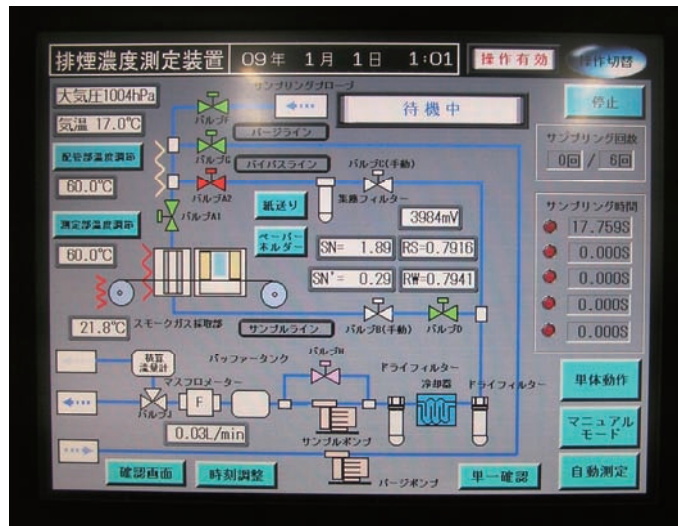 排煙濃度測定装置
09年 1月 1日 1:01
操作有効
操作切替
大気圧1004hPa
サンプリングプローブ
待機中
停止
気温 17.0℃
バルブF
パージライン
サンプリング回数
0回 / 6回
バルブG
バイパスライン
バルブC(手動)
配管部温度調節
60.0℃
バルブA2
紙送り
集塵フィルター
サンプリング時間
17.759S
0.000S
0.000S
0.000S
0.000S
測定部温度調節
バルブA1
3984mV
60.0℃
ペーパーホルダー
SN= 1.89
RS=0.7916
SN'= 0.29
RW=0.7941
21.8℃
スモークガス採取部
サンプルライン
バルブB(手動)
バルブD
積算流量計
バッファータンク
バルブH
マスフロメーター
ドライフィルター
冷却器
ドライフィルター
単体動作
バルブJ
F
0.03L/min
サンプルポンプ
マニュアルモード
確認画面
時刻調整
パージポンプ
単一確認
自動測定